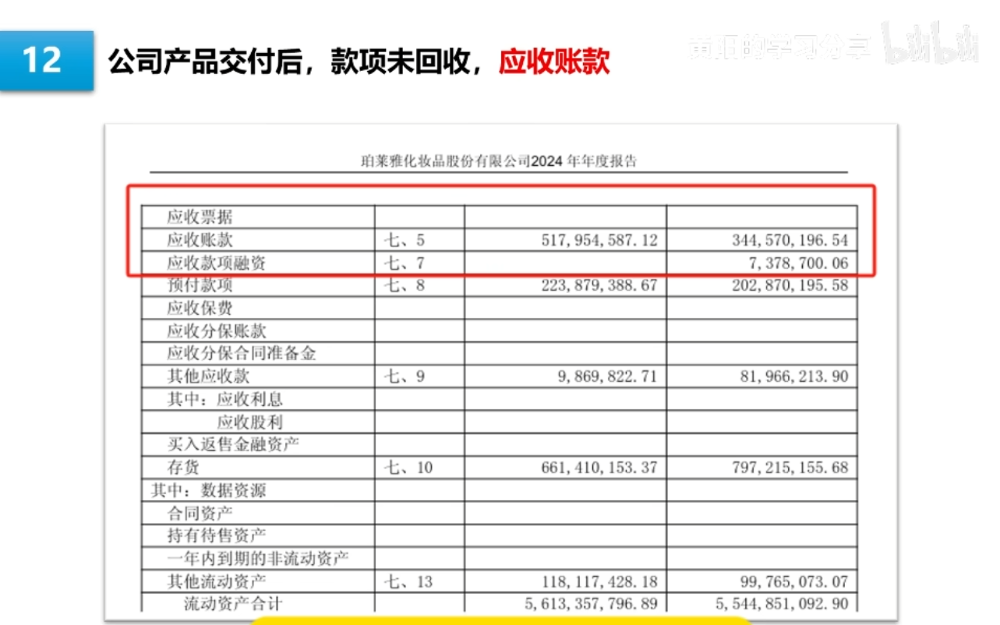 12
公司产品交付后，款项未回收，应收账款
黄阳的学习分享 bilibili
珀莱雅化妆品股份有限公司2024 年年度报告
应收票据
应收账款 七、5 517,954,587.12 344,570,196.54
应收款项融资 七、7 7,378,700.06
预付款项 七、8 223,879,388.67 202,870,195.58
应收保费
应收分保账款
应收分保合同准备金
其他应收款 七、9 9,869,822.71 81,966,213.90
其中：应收利息
应收股利
买入返售金融资产
存货 七、10 661,410,153.37 797,215,155.68
其中：数据资源
合同资产
持有待售资产
一年内到期的非流动资产
其他流动资产 七、13 118,117,428.18 99,765,073.07
流动资产合计 5,613,357,796.89 5,544,851,092.90